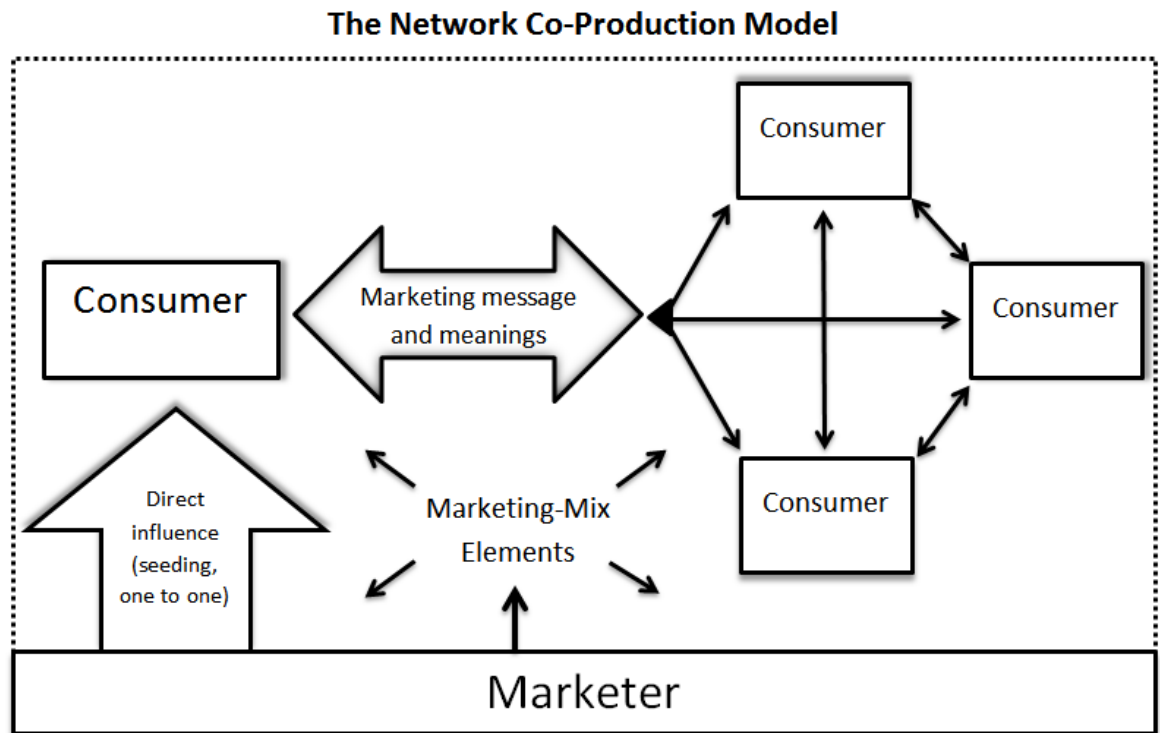 The Network Co-Production Model
Consumer
Consumer
Marketing message
and meanings
Consumer
Consumer
Direct
influence
(seeding,
one to one)
Marketing-Mix
Elements
Marketer